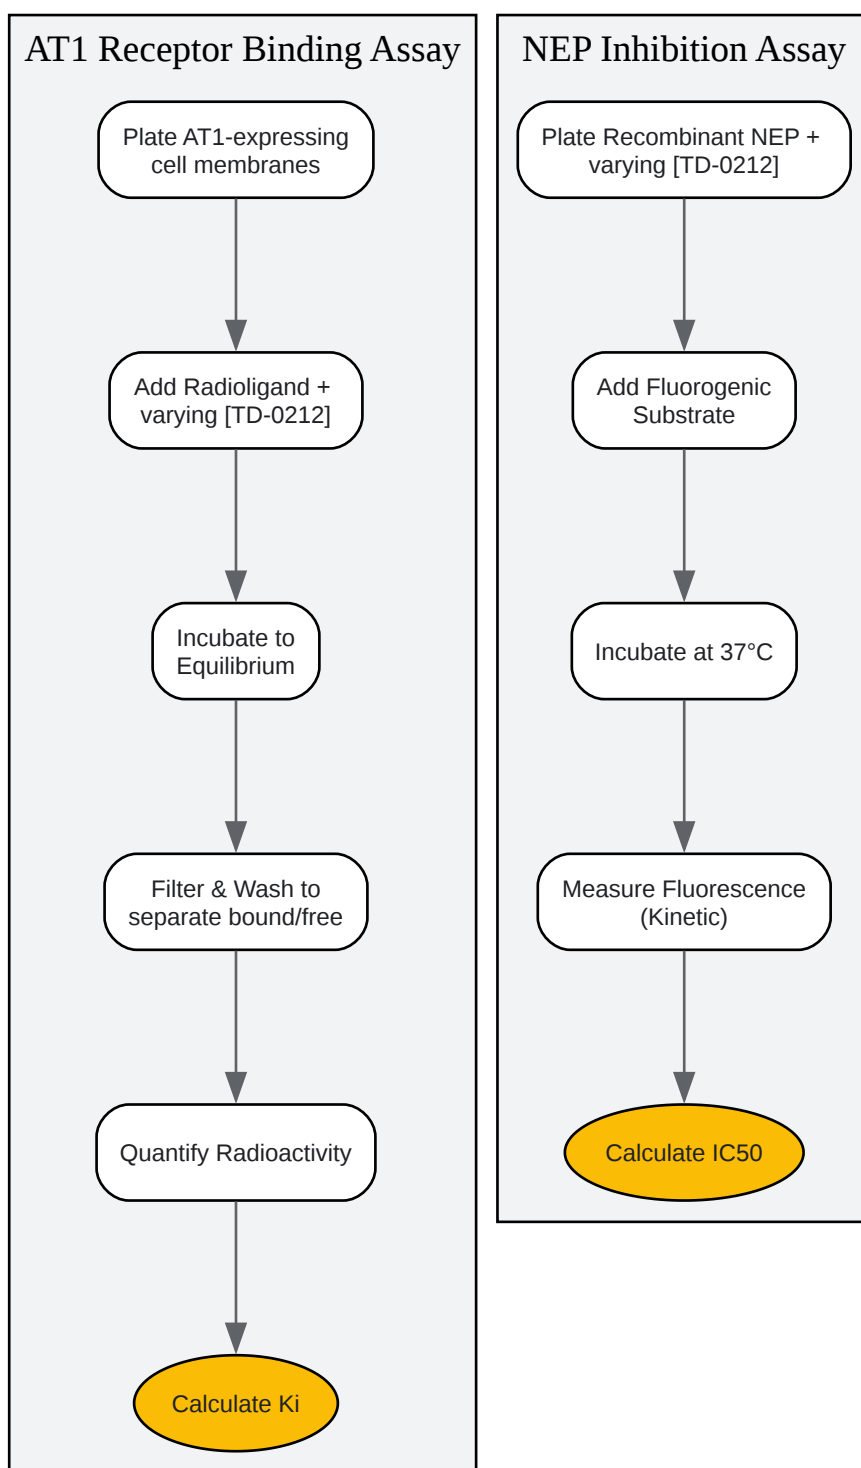 AT1 Receptor Binding Assay
Plate AT1-expressing
cell membranes
Add Radioligand +
varying [TD-0212]
Incubate to
Equilibrium
Filter & Wash to
separate bound/free
Quantify Radioactivity
Calculate Ki
NEP Inhibition Assay
Plate Recombinant NEP +
varying [TD-0212]
Add Fluorogenic
Substrate
Incubate at 37°C
Measure Fluorescence
(Kinetic)
Calculate IC50